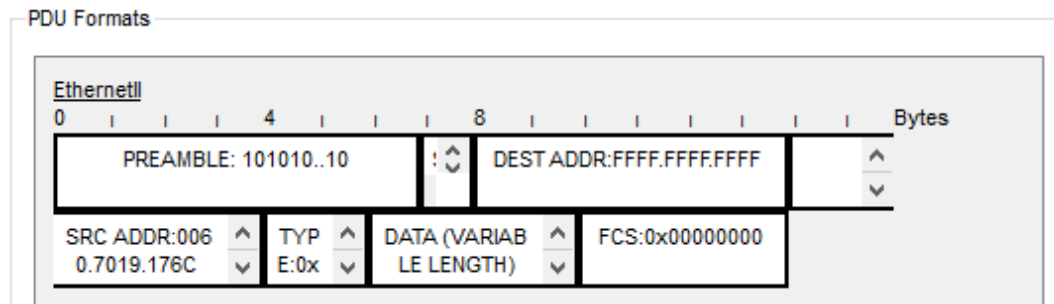 PDU Formats
EthernetII
0 4 8 Bytes
PREAMBLE: 101010..10 DEST ADDR:FFFF.FFFF.FFFF
SRC ADDR:006 TYP DATA (VARIAB FCS:0x00000000
0.7019.176C E:0x LE LENGTH)